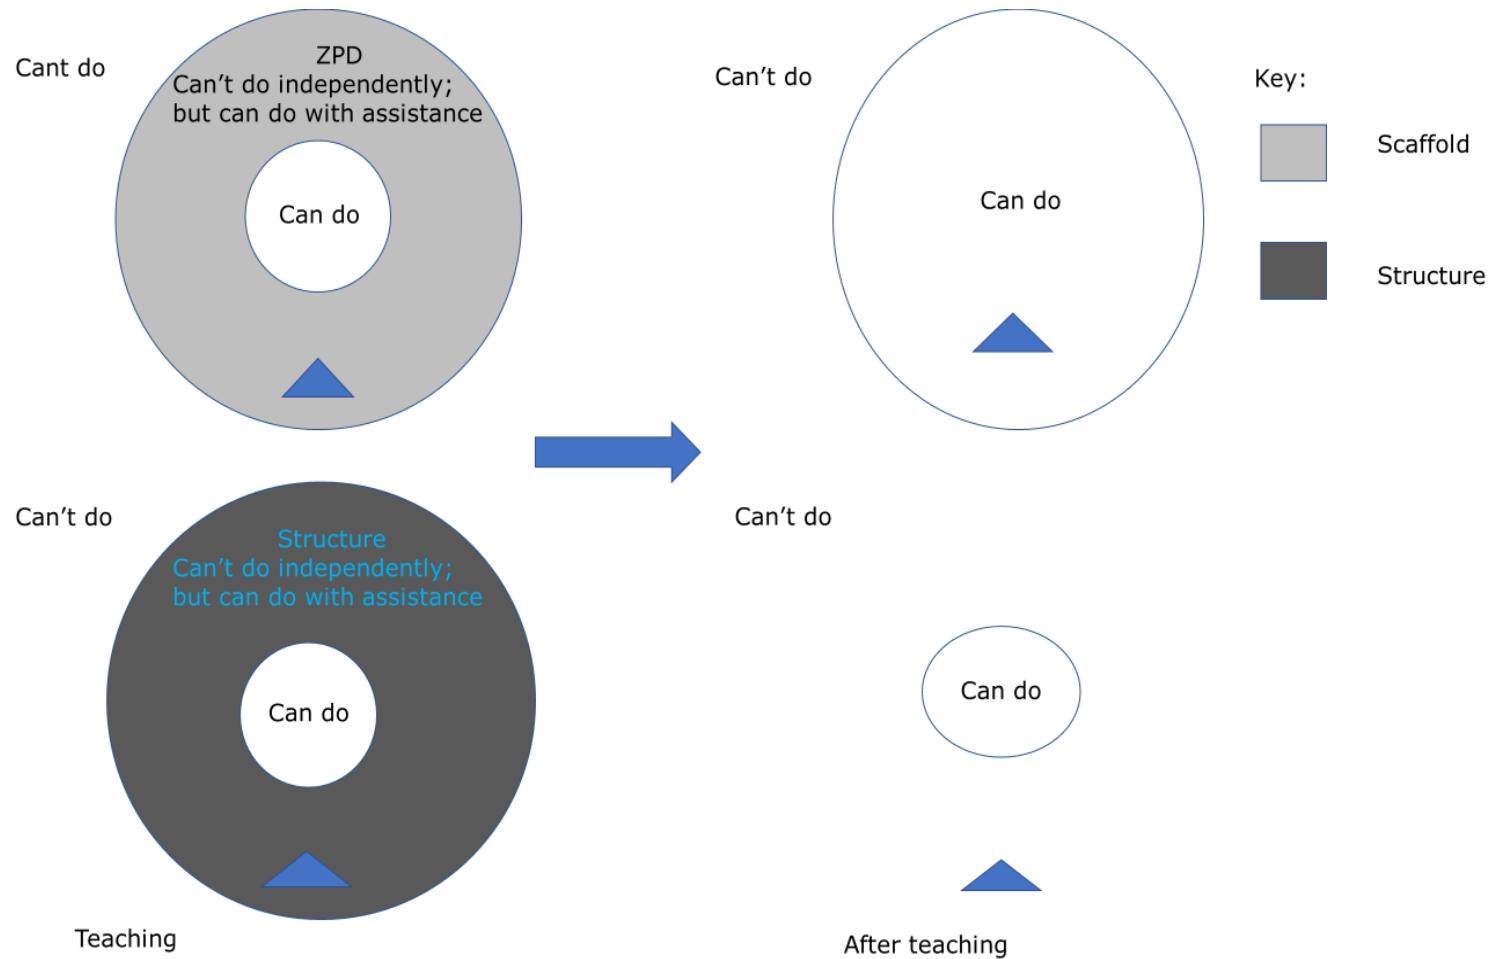 Cant do
ZPD
Can’t do independently;
but can do with assistance
Can do
Can’t do
Can do
Key:
Scaffold
Structure
Can’t do
Structure
Can’t do independently;
but can do with assistance
Can do
Teaching
Can’t do
Can do
After teaching